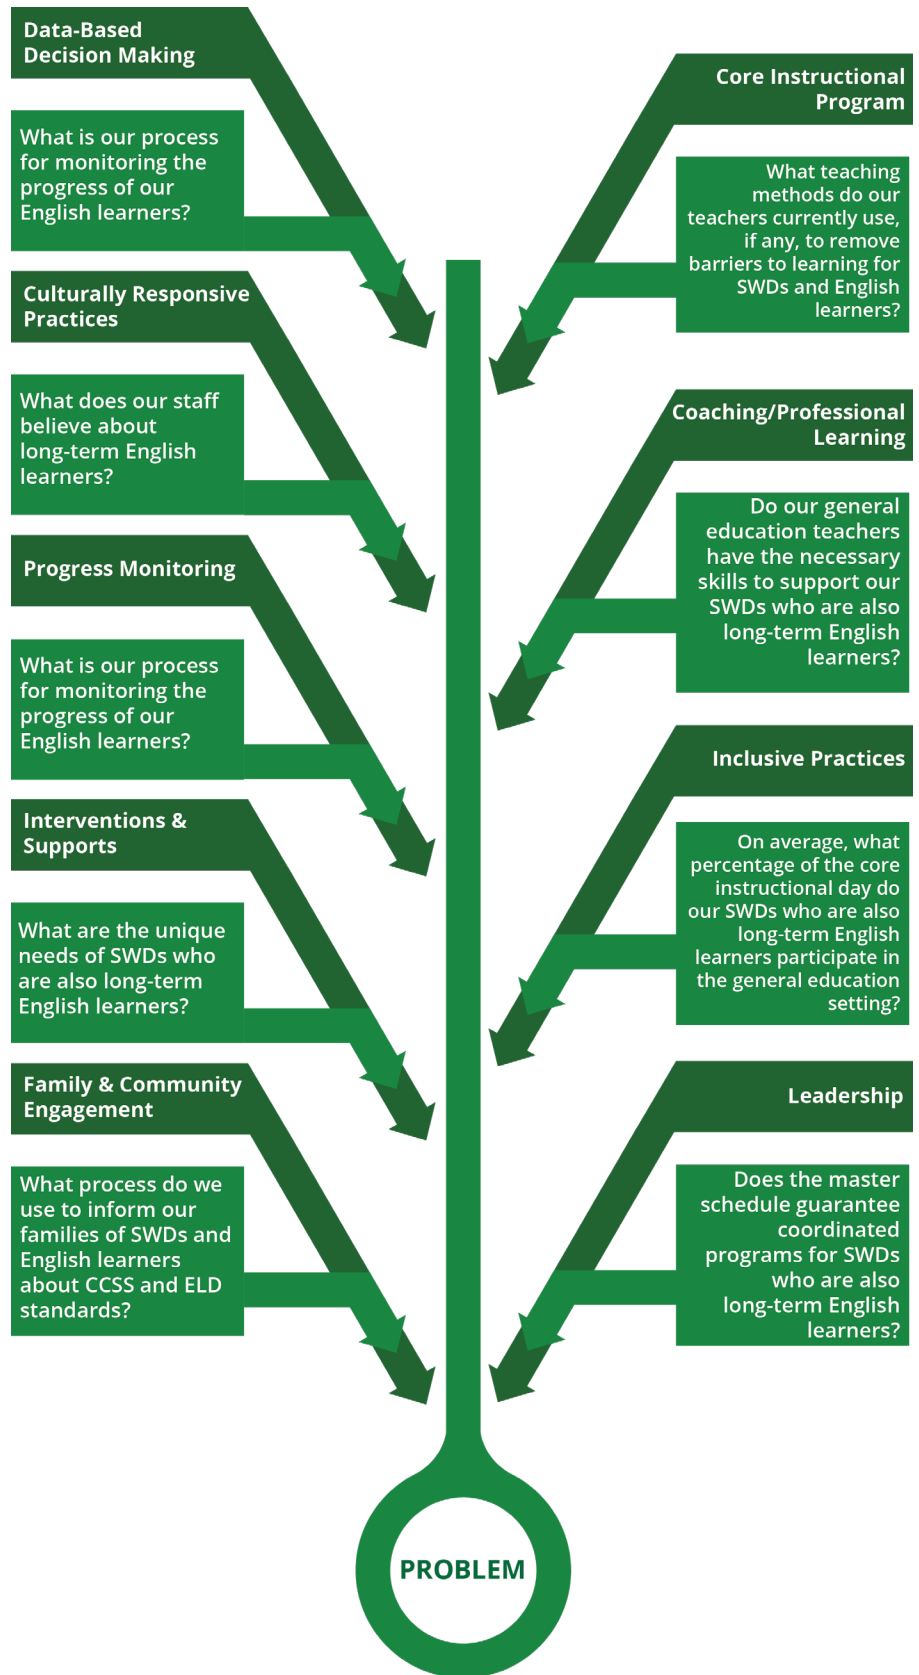 Data-Based
Decision Making
What is our process
for monitoring the
progress of our
English learners?
Culturally Responsive
Practices
What does our staff
believe about
long-term English
learners?
Progress Monitoring
What is our process
for monitoring the
progress of our
English learners?
Interventions &
Supports
What are the unique
needs of SWDs who
are also long-term
English learners?
Family & Community
Engagement
What process do we
use to inform our
families of SWDs and
English learners
about CCSS and ELD
standards?
Core Instructional
Program
What teaching
methods do our
teachers currently use,
if any, to remove
barriers to learning for
SWDs and English
learners?
Coaching/Professional
Learning
Do our general
education teachers
have the necessary
skills to support our
SWDs who are also
long-term English
learners?
Inclusive Practices
On average, what
percentage of the core
instructional day do
our SWDs who are also
long-term English
learners participate in
the general education
setting?
Leadership
Does the master
schedule guarantee
coordinated
programs for SWDs
who are also
long-term English
learners?
PROBLEM